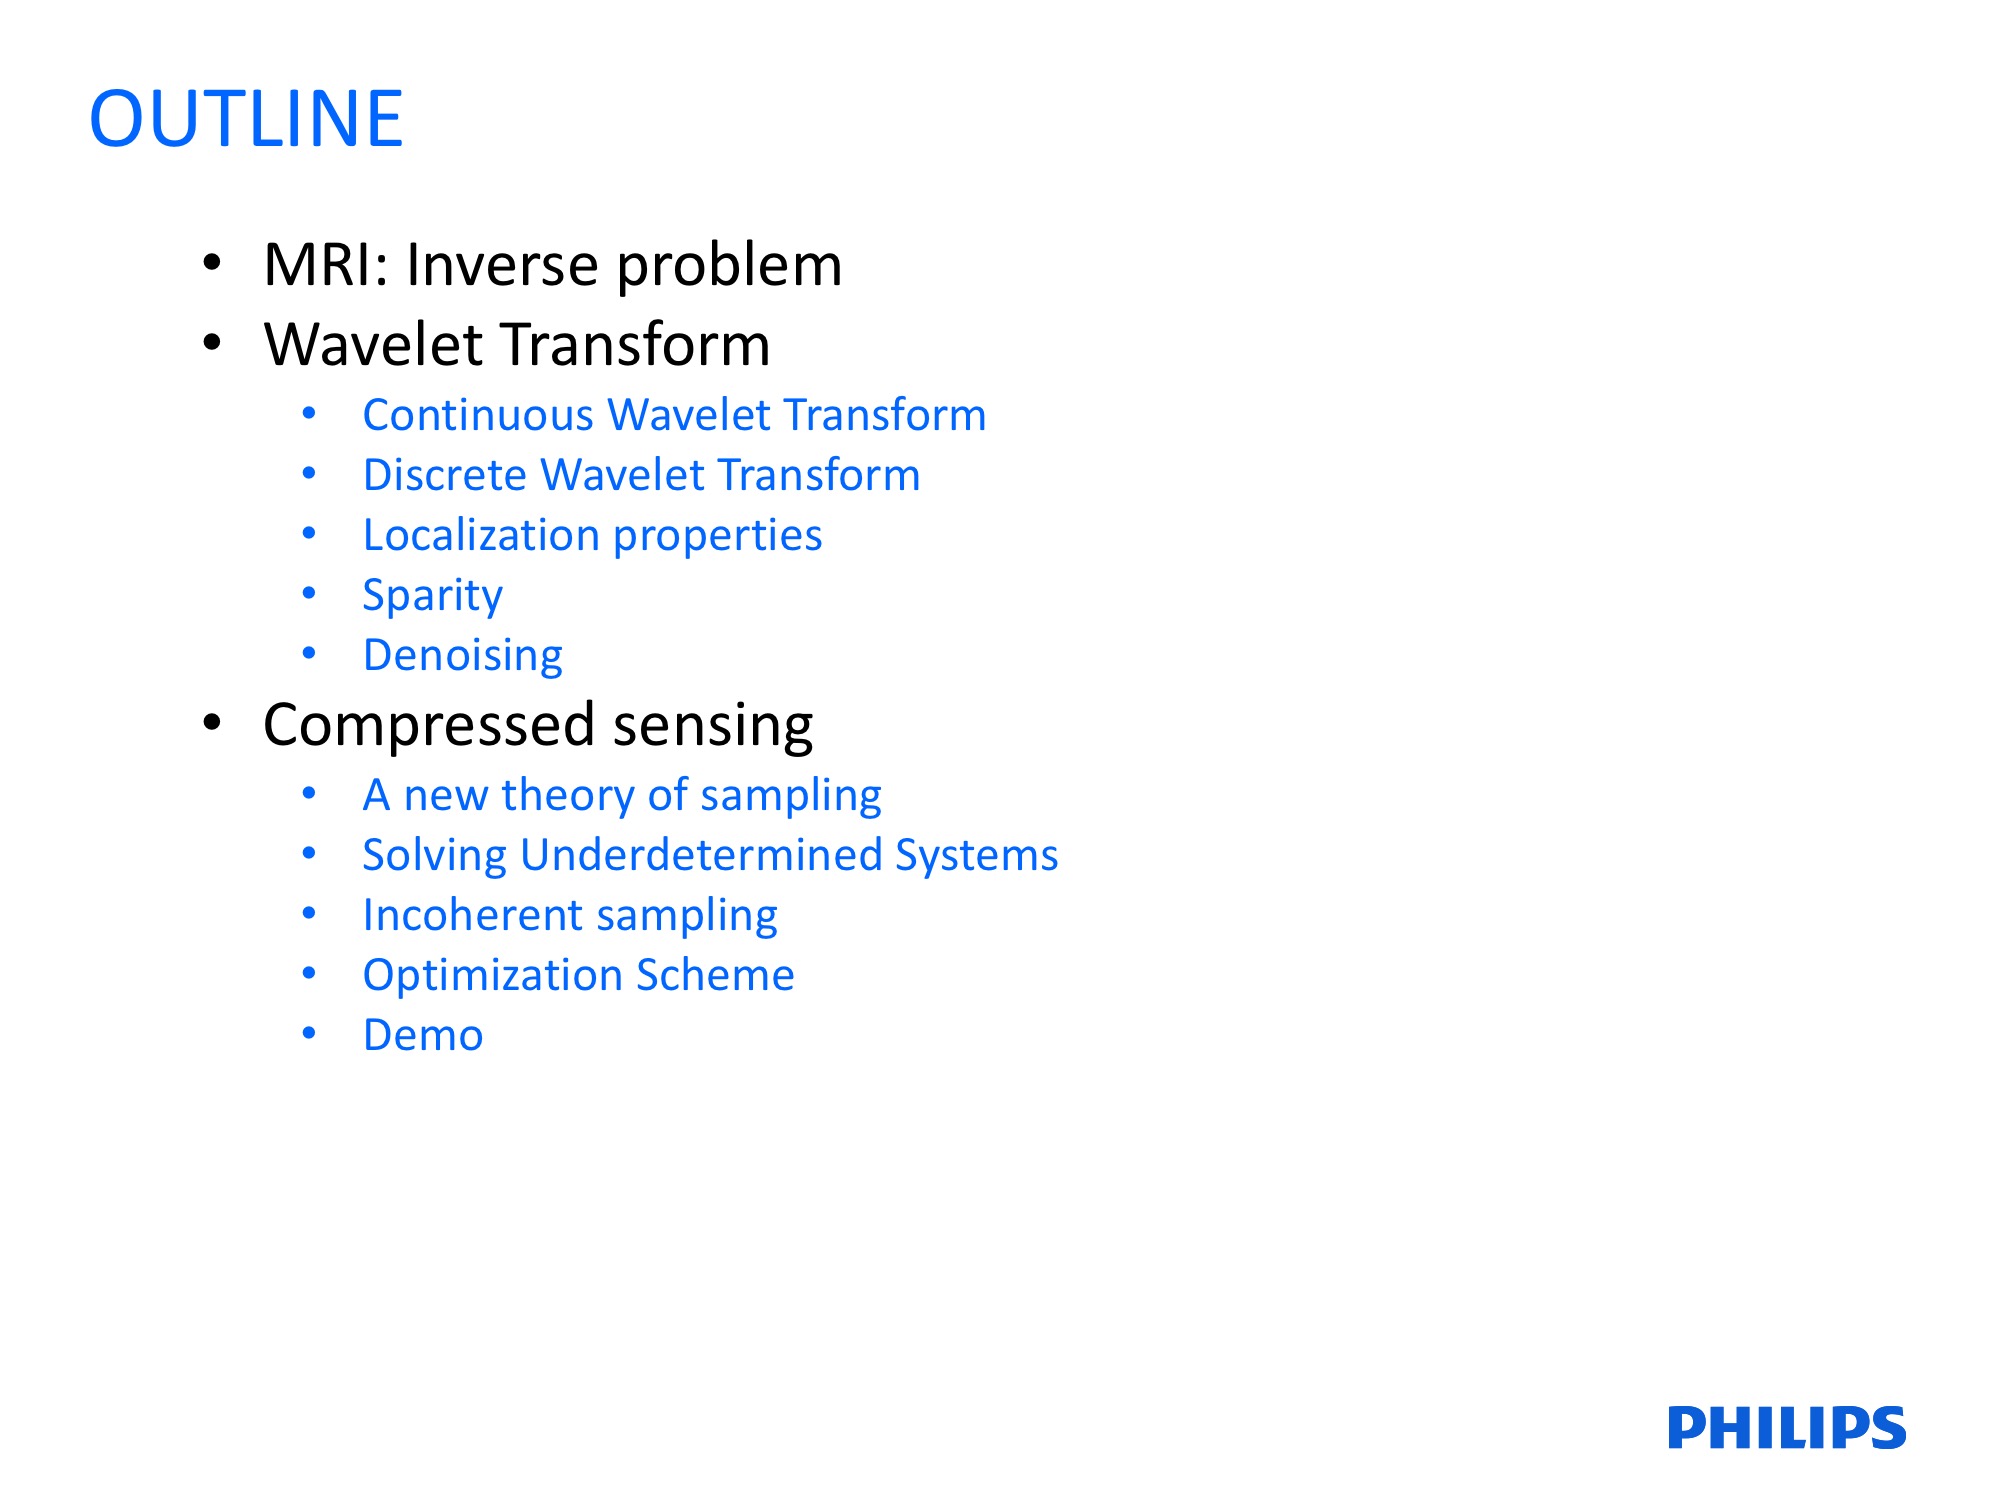 OUTLINE
• MRI: Inverse problem
• Wavelet Transform
• Continuous Wavelet Transform
• Discrete Wavelet Transform
• Localization properties
• Sparity
• Denoising
• Compressed sensing
• A new theory of sampling
• Solving Underdetermined Systems
• Incoherent sampling
• Optimization Scheme
• Demo
PHILIPS